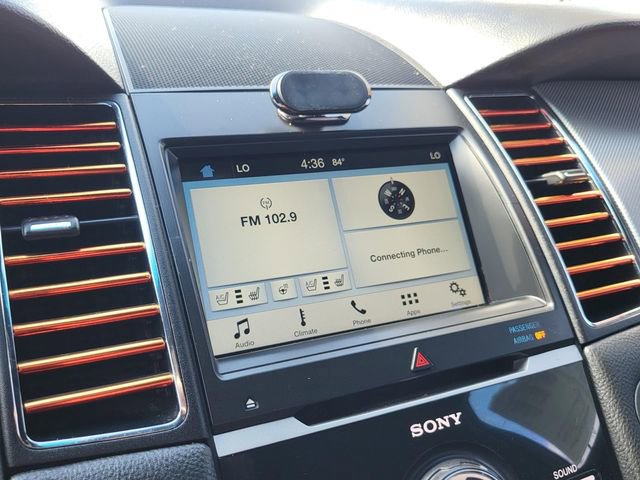 LO 4:36 84° LO
FM
FM 102.9
Connecting Phone...
A/C A/C
Audio Climate Phone Apps Settings
PASSENGER
AIRBAG OFF
SONY
SOUND